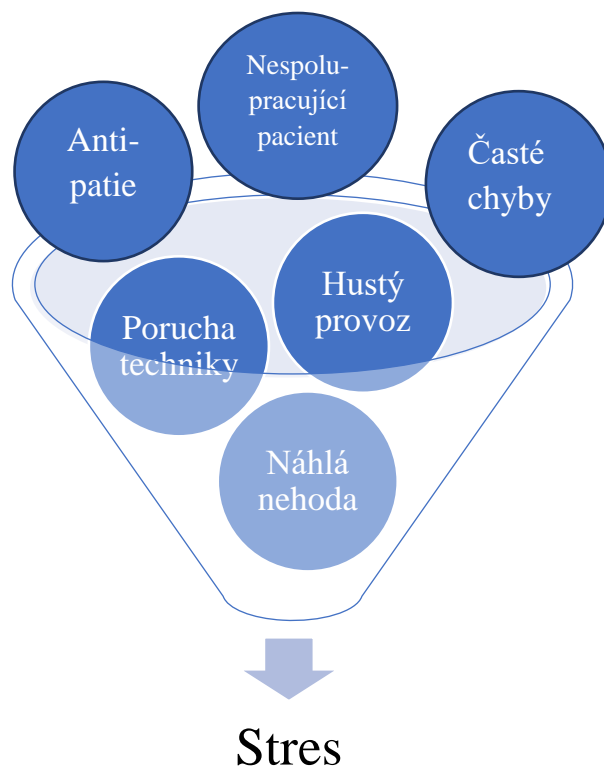 Anti-
patie
Nespolu-
pracující
pacient
Časté
chyby
Porucha
techniky
Hustý
provoz
Náhlá
nehoda
Stres